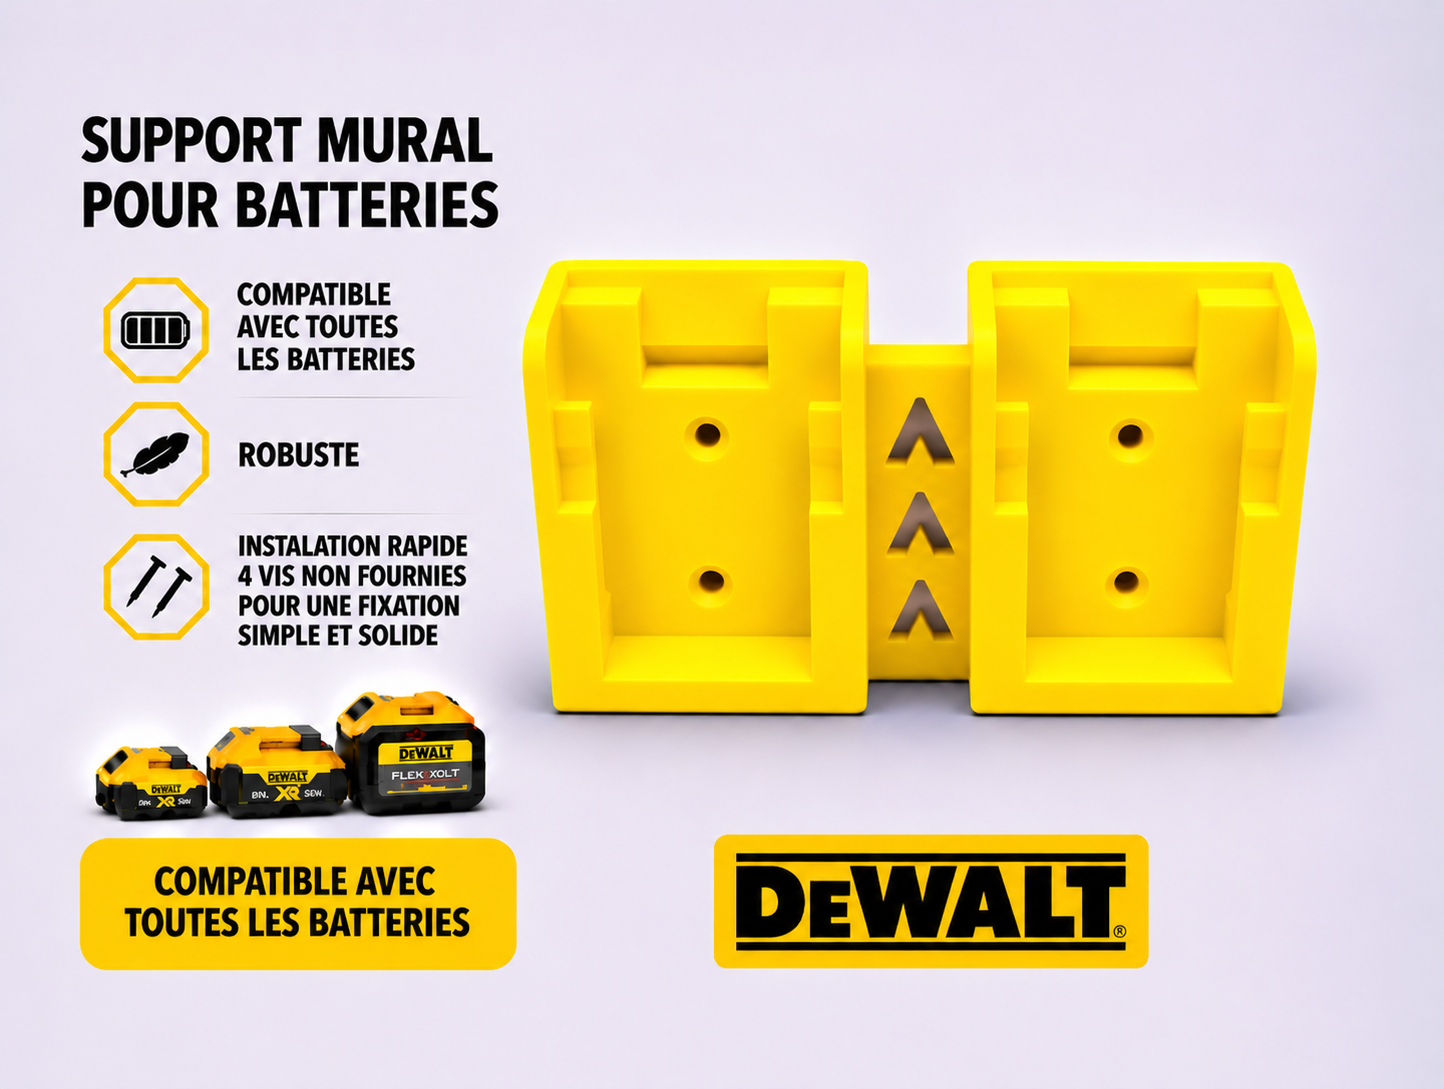 SUPPORT MURAL
POUR BATTERIES
COMPATIBLE
AVEC TOUTES
LES BATTERIES
ROBUSTE
INSTALATION RAPIDE
4 VIS NON FOURNIES
POUR UNE FIXATION
SIMPLE ET SOLIDE
DEWALT
XR
DEWALT
XR
DEWALT
COMPATIBLE AVEC
TOUTES LES BATTERIES
DEWALT®